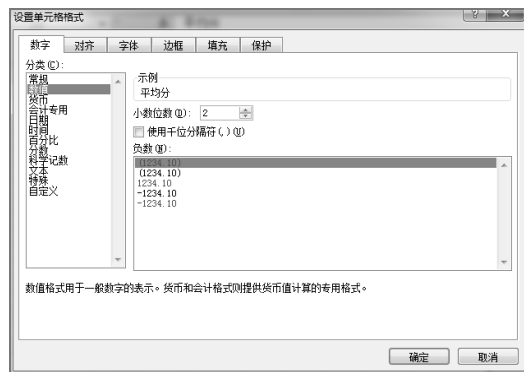 设置单元格格式
数字 对齐 字体 边框 填充 保护
分类(C):
常规
数值
货币
会计专用
日期
时间
百分比
分数
科学记数
文本
特殊
自定义
示例
平均分
小数位数(D): 2
使用千位分隔符(,)(U)
负数(N):
(1234.10)
(1234.10)
1234.10
-1234.10
-1234.10
数值格式用于一般数字的表示。货币和会计格式则提供货币值计算的专用格式。
确定 取消